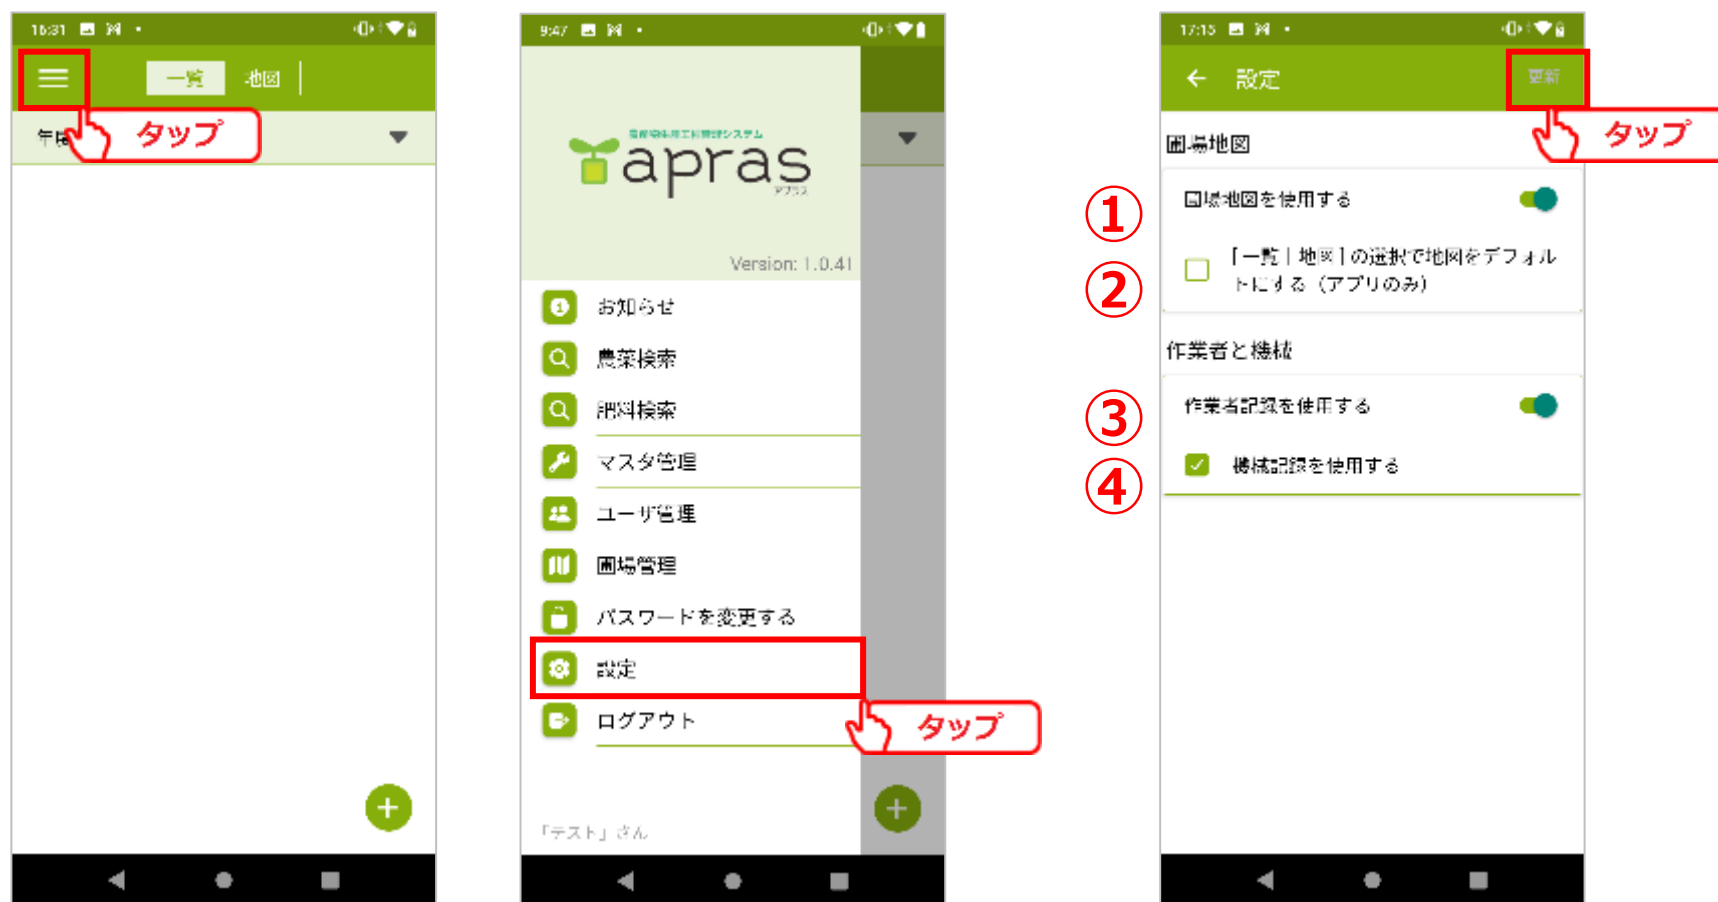 16:31
一覧 地図
タップ
9:47
apras
アプラス
Version: 1.0.41
お知らせ
農薬検索
肥料検索
マスタ管理
ユーザ管理
圃場管理
パスワードを変更する
設定
ログアウト
タップ
「テスト」さん
17:15
設定 更新
タップ
圃場地図
① 圃場地図を使用する
② [一覧｜地図]の選択で地図をデフォル
トにする（アプリのみ）
作業者と機械
③ 作業者記録を使用する
④ 機械記録を使用する